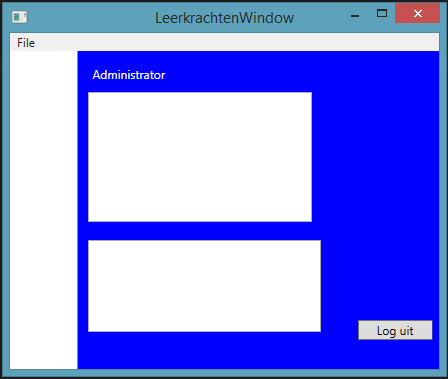 LeerkrachtenWindow
File
Administrator
Log uit